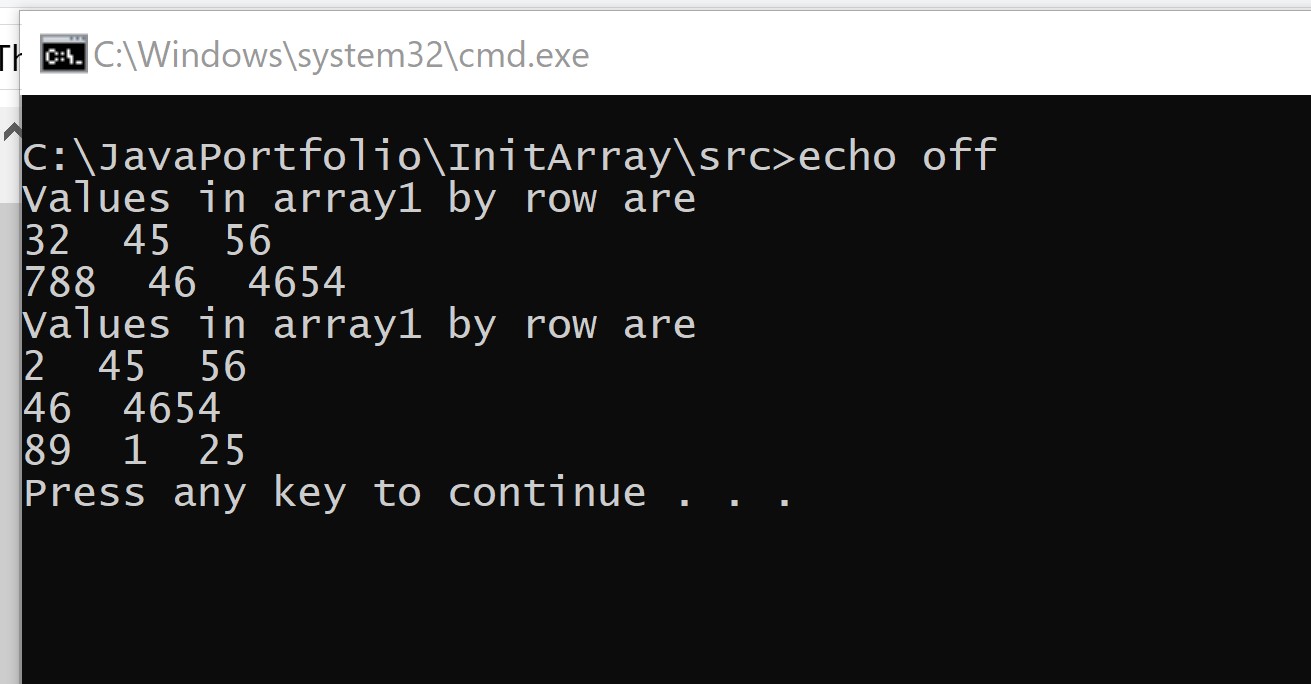 Th
C:\Windows\system32\cmd.exe
C:\JavaPortfolio\InitArray\src>echo off
Values in array1 by row are
32  45  56
788  46  4654
Values in array1 by row are
2  45  56
46  4654
89  1  25
Press any key to continue . . .